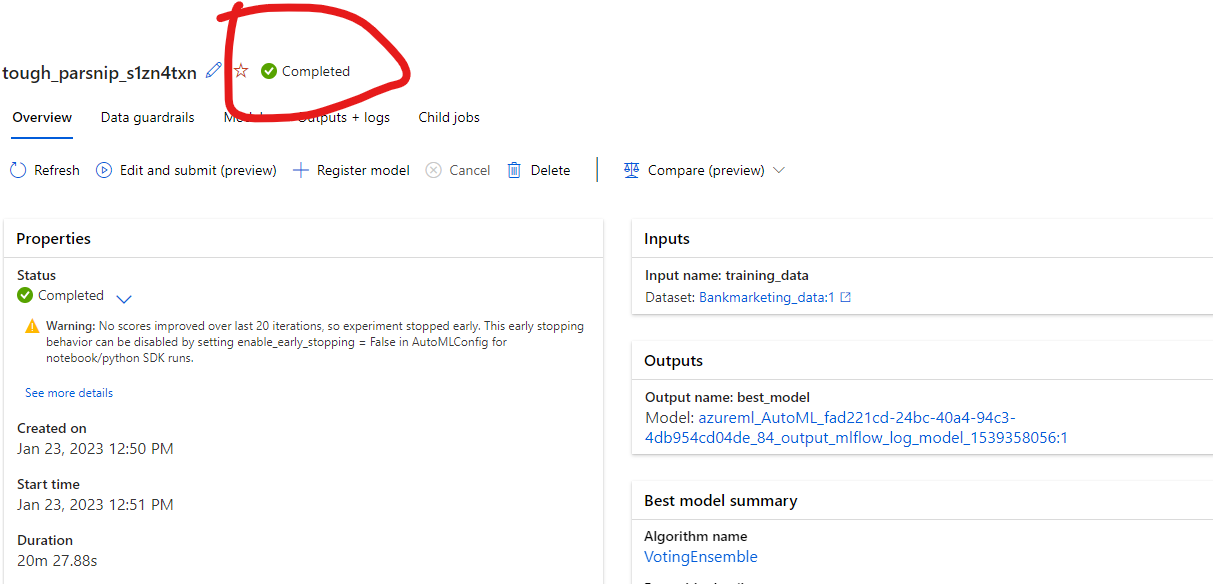 tough_parsnip_s1zn4txn Completed
Overview Data guardrails Outputs + logs Child jobs
Refresh Edit and submit (preview) Register model Cancel Delete Compare (preview)
Properties
Status
Completed
Warning: No scores improved over last 20 iterations, so experiment stopped early. This early stopping
behavior can be disabled by setting enable_early_stopping = False in AutoMLConfig for
notebook/python SDK runs.
See more details
Created on
Jan 23, 2023 12:50 PM
Start time
Jan 23, 2023 12:51 PM
Duration
20m 27.88s
Inputs
Input name: training_data
Dataset: Bankmarketing_data:1
Outputs
Output name: best_model
Model: azureml_AutoML_fad221cd-24bc-40a4-94c3-
4db954cd04de_84_output_mlflow_log_model_1539358056:1
Best model summary
Algorithm name
VotingEnsemble